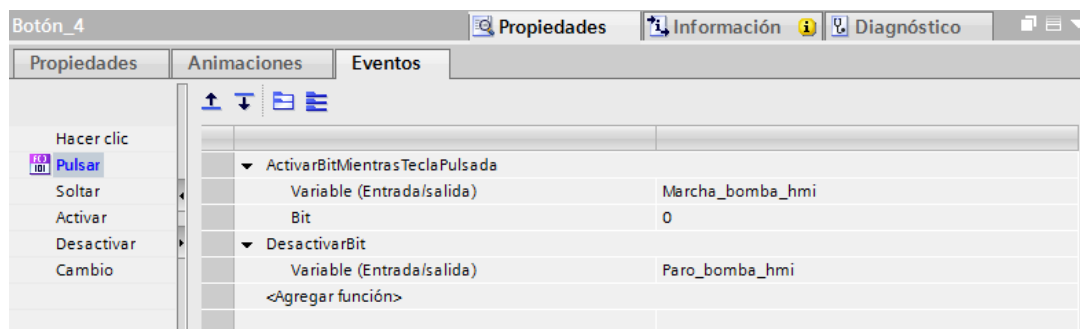 Botón_4 Propiedades Información Diagnóstico
Propiedades Animaciones Eventos
Hacer clic
Pulsar
Soltar
Activar
Desactivar
Cambio
ActivarBitMientrasTeclaPulsada
Variable (Entrada/salida) Marcha_bomba_hmi
Bit 0
DesactivarBit
Variable (Entrada/salida) Paro_bomba_hmi
<Agregar función>